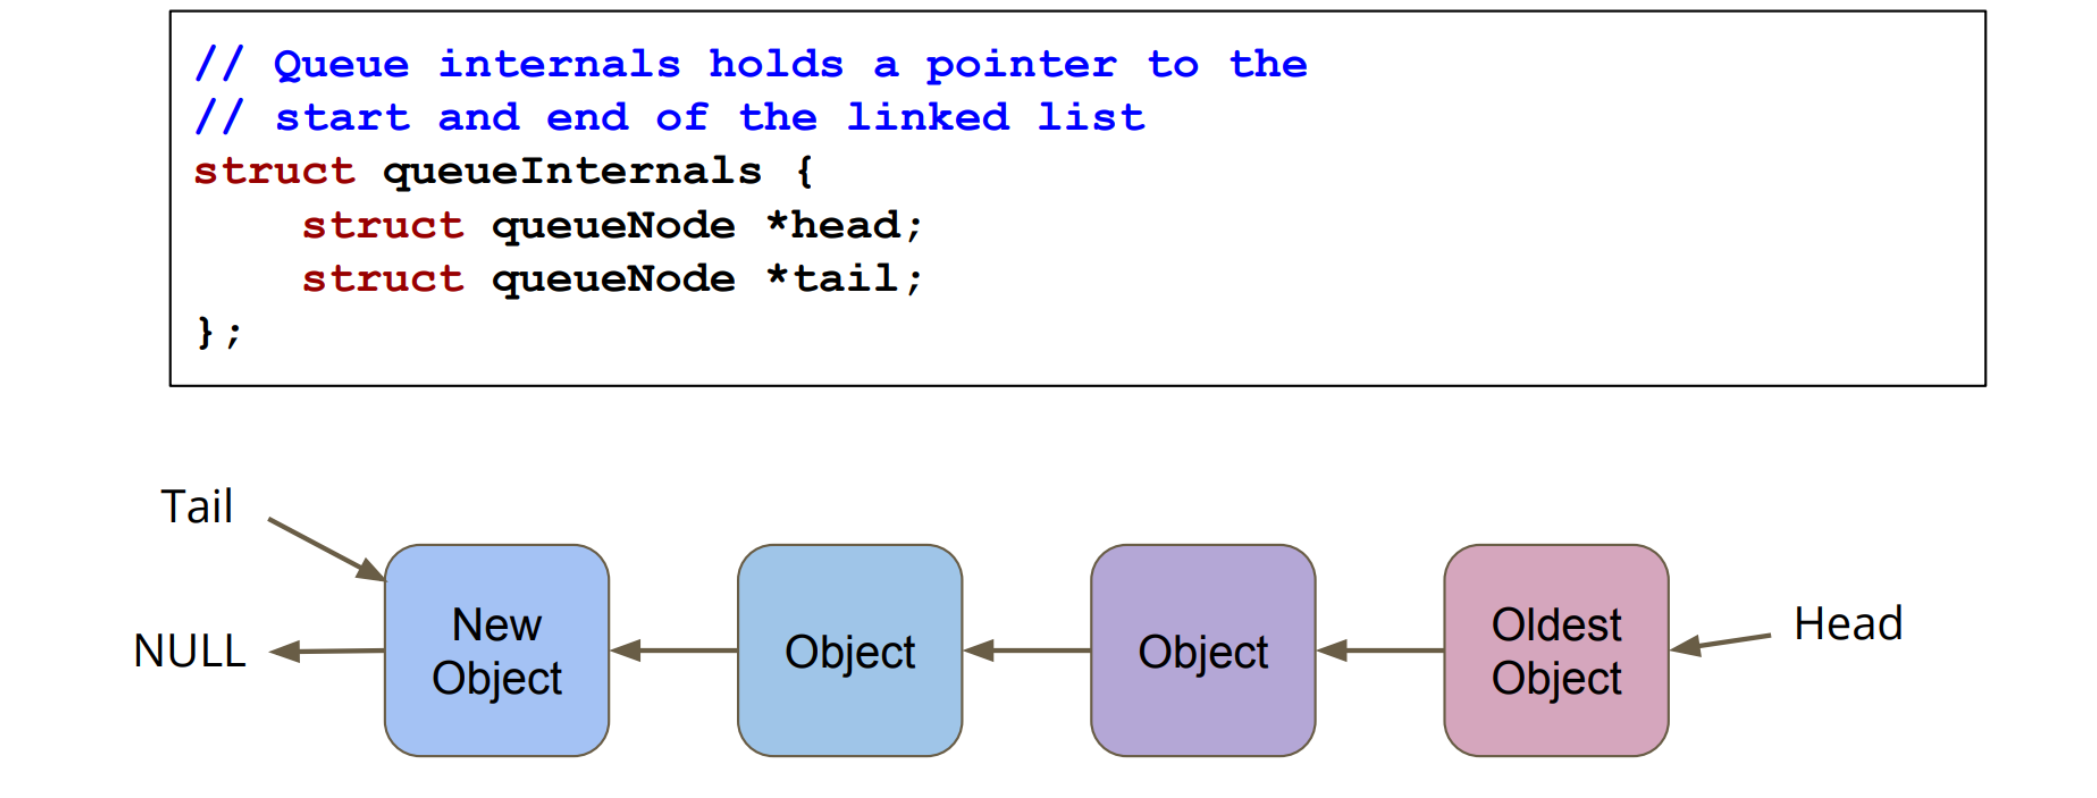 // Queue internals holds a pointer to the
// start and end of the linked list
struct queueInternals {
    struct queueNode *head;
    struct queueNode *tail;
};
Tail
NULL
New
Object
Object
Object
Oldest
Object
Head